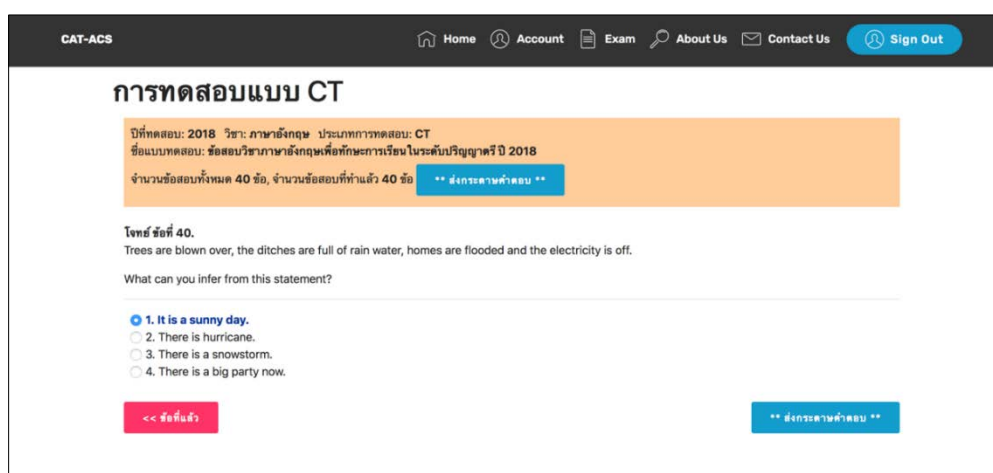 CAT-ACS Home Account Exam About Us Contact Us Sign Out
การทดสอบแบบ CT
ปีที่ทดสอบ: 2018 วิชา: ภาษาอังกฤษ ประเภทการทดสอบ: CT
ชื่อแบบทดสอบ: ข้อสอบวิชาภาษาอังกฤษเพื่อทักษะการเรียนในระดับปริญญาตรี ปี 2018
จำนวนข้อสอบทั้งหมด 40 ข้อ, จำนวนข้อสอบที่ทำแล้ว 40 ข้อ ** ส่งกระดาษคำตอบ **
โจทย์ ข้อที่ 40.
Trees are blown over, the ditches are full of rain water, homes are flooded and the electricity is off.
What can you infer from this statement?
1. It is a sunny day.
2. There is hurricane.
3. There is a snowstorm.
4. There is a big party now.
<< ข้อที่แล้ว ** ส่งกระดาษคำตอบ **